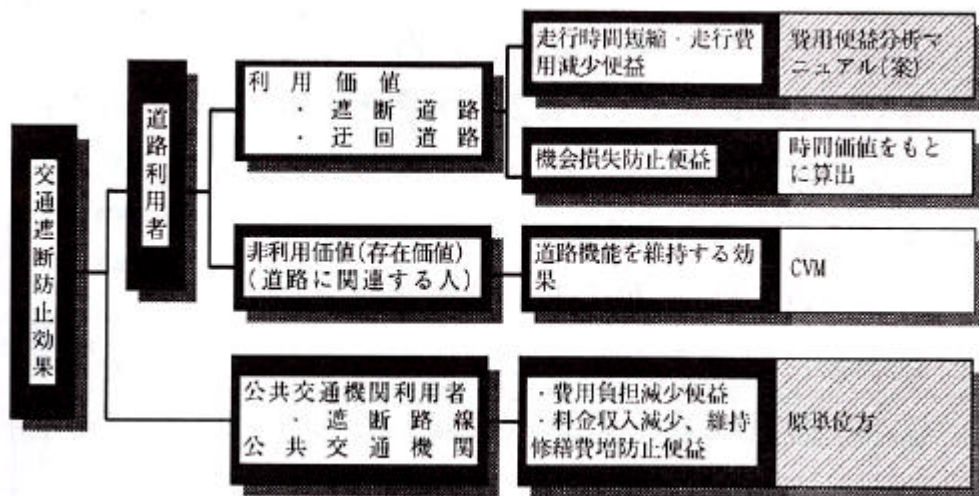 交通遮断防止効果
道路利用者
利用価値
・遮断道路
・迂回道路
走行時間短縮・走行費
用減少便益
費用便益分析マ
ニュアル(案)
機会損失防止便益
時間価値をもと
に算出
非利用価値(存在価値)
(道路に関連する人)
道路機能を維持する効
果
CVM
公共交通機関利用者
・遮断路線
公共交通機関
・費用負担減少便益
・料金収入減少、維持
修繕費増防止便益
原単位方